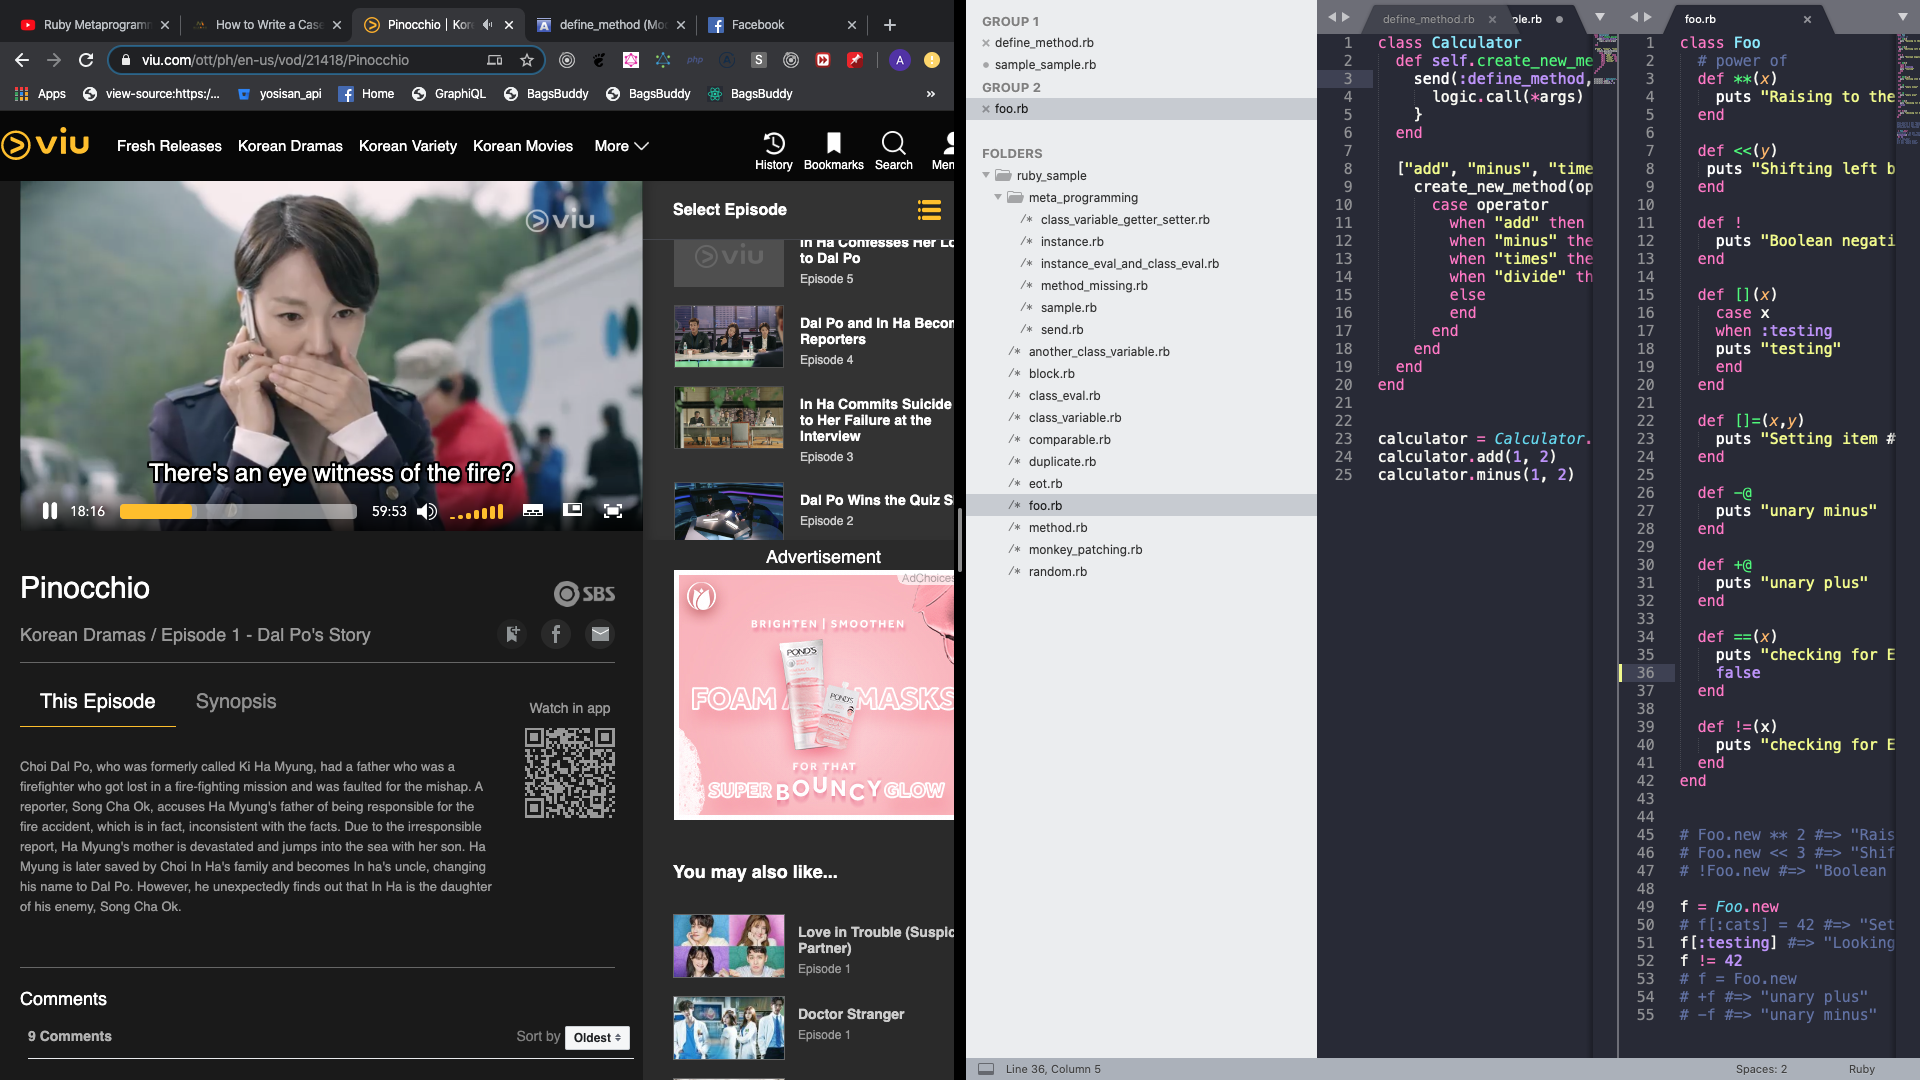 Ruby Metaprogramm
How to Write a Case
Pinocchio | Kor
define_method (Mod
Facebook
viu.com/ott/ph/en-us/vod/21418/Pinocchio
A
Apps
view-source:https:/...
yosisan_api
Home
GraphiQL
BagsBuddy
BagsBuddy
BagsBuddy
»
viu
Fresh Releases
Korean Dramas
Korean Variety
Korean Movies
More
History
Bookmarks
Search
Mem
viu
There's an eye witness of the fire?
18:16
59:53
Select Episode
viu
In Ha Confesses Her Lo
to Dal Po
Episode 5
Dal Po and In Ha Becom
Reporters
Episode 4
In Ha Commits Suicide
to Her Failure at the
Interview
Episode 3
Dal Po Wins the Quiz S
Episode 2
Advertisement
AdChoices
BRIGHTEN | SMOOTHEN
POND'S
POND'S
FOAM
MASKS
FOR THAT
SUPER BOUNCY GLOW
Pinocchio
SBS
Korean Dramas / Episode 1 - Dal Po's Story
This Episode
Synopsis
Watch in app
Choi Dal Po, who was formerly called Ki Ha Myung, had a father who was a
firefighter who got lost in a fire-fighting mission and was faulted for the mishap. A
reporter, Song Cha Ok, accuses Ha Myung's father of being responsible for the
fire accident, which is in fact, inconsistent with the facts. Due to the irresponsible
report, Ha Myung's mother is devastated and jumps into the sea with her son. Ha
Myung is later saved by Choi In Ha's family and becomes In ha's uncle, changing
his name to Dal Po. However, he unexpectedly finds out that In Ha is the daughter
of his enemy, Song Cha Ok.
You may also like...
Love in Trouble (Suspic
Partner)
Episode 1
Doctor Stranger
Episode 1
Comments
9 Comments
Sort by
Oldest
GROUP 1
define_method.rb
sample_sample.rb
GROUP 2
foo.rb
FOLDERS
ruby_sample
meta_programming
/* class_variable_getter_setter.rb
/* instance.rb
/* instance_eval_and_class_eval.rb
/* method_missing.rb
/* sample.rb
/* send.rb
/* another_class_variable.rb
/* block.rb
/* class_eval.rb
/* class_variable.rb
/* comparable.rb
/* duplicate.rb
/* eot.rb
/* foo.rb
/* method.rb
/* monkey_patching.rb
/* random.rb
define_method.rb
ple.rb
1 class Calculator
2 def self.create_new_me
3 send(:define_method,
4 logic.call(*args)
5 }
6 end
7
8 ["add", "minus", "time
9 create_new_method(op
10 case operator
11 when "add" then
12 when "minus" the
13 when "times" the
14 when "divide" th
15 else
16 end
17 end
18 end
19 end
20 end
21
22
23 calculator = Calculator.
24 calculator.add(1, 2)
25 calculator.minus(1, 2)
foo.rb
1 class Foo
2 # power of
3 def **(x)
4 puts "Raising to the
5 end
6
7 def <<(y)
8 puts "Shifting left b
9 end
10
11 def !
12 puts "Boolean negati
13 end
14
15 def [](x)
16 case x
17 when :testing
18 puts "testing"
19 end
20 end
21
22 def []=(x,y)
23 puts "Setting item #
24 end
25
26 def -@
27 puts "unary minus"
28 end
29
30 def +@
31 puts "unary plus"
32 end
33
34 def ==(x)
35 puts "checking for E
36 false
37 end
38
39 def !=(x)
40 puts "checking for E
41 end
42 end
43
44
45 # Foo.new ** 2 #=> "Rais
46 # Foo.new << 3 #=> "Shif
47 # !Foo.new #=> "Boolean
48
49 f = Foo.new
50 # f[:cats] = 42 #=> "Set
51 f[:testing] #=> "Looking
52 f != 42
53 # f = Foo.new
54 # +f #=> "unary plus"
55 # -f #=> "unary minus"
Line 36, Column 5
Spaces: 2
Ruby